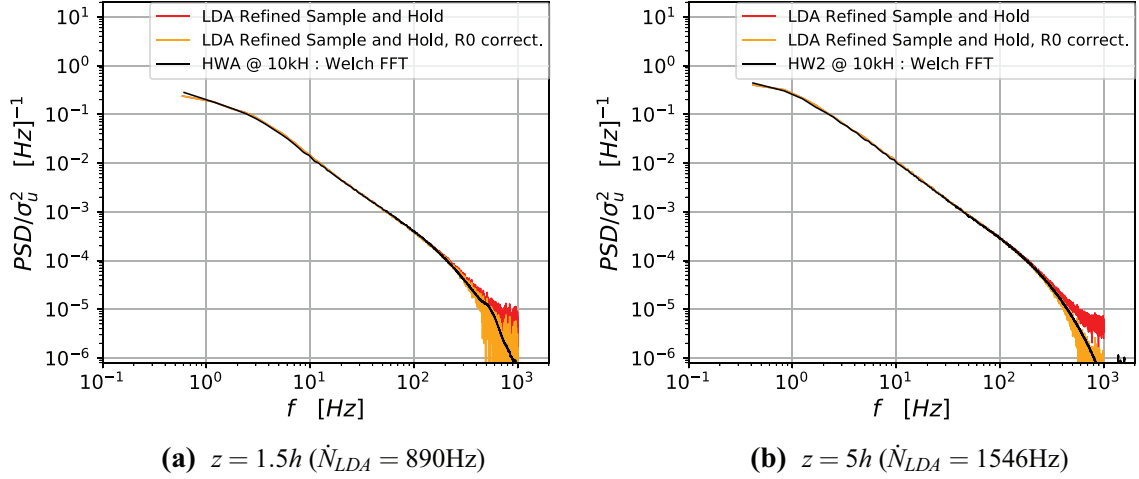 10^1
10^0
10^-1
10^-2
10^-3
10^-4
10^-5
10^-6
PSD/σ_u^2 [Hz]^-1
LDA Refined Sample and Hold
LDA Refined Sample and Hold, R0 correct.
HWA @ 10kH : Welch FFT
10^-1 10^0 10^1 10^2 10^3
f [Hz]
(a) z = 1.5h (Ṅ_LDA = 890Hz)
10^1
10^0
10^-1
10^-2
10^-3
10^-4
10^-5
10^-6
PSD/σ_u^2 [Hz]^-1
LDA Refined Sample and Hold
LDA Refined Sample and Hold, R0 correct.
HW2 @ 10kH : Welch FFT
10^-1 10^0 10^1 10^2 10^3
f [Hz]
(b) z = 5h (Ṅ_LDA = 1546Hz)